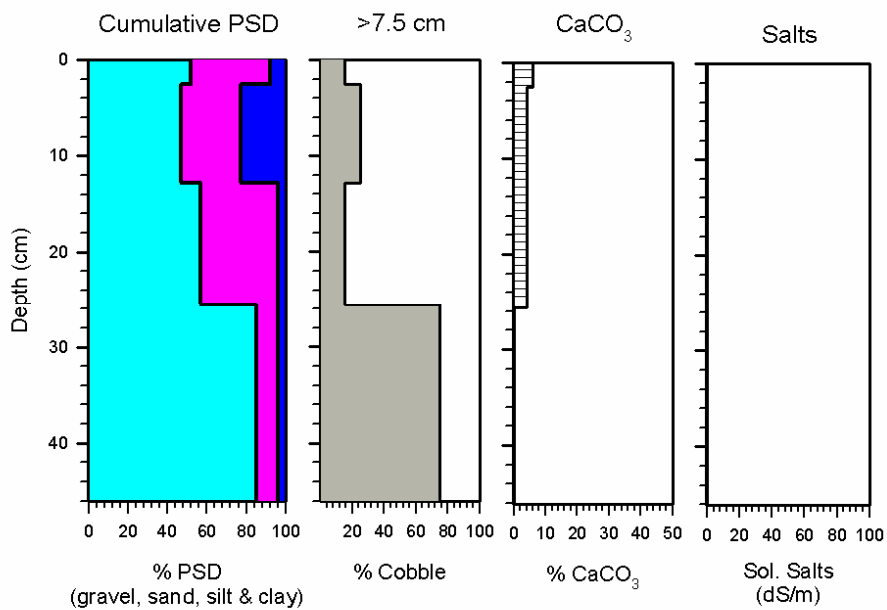 Cumulative PSD
>7.5 cm
CaCO₃
Salts
Depth (cm)
0
10
20
30
40
0 20 40 60 80 100
0 20 40 60 80 100
0 10 20 30 40 50
0 20 40 60 80 100
% PSD
(gravel, sand, silt & clay)
% Cobble
% CaCO₃
Sol. Salts
(dS/m)